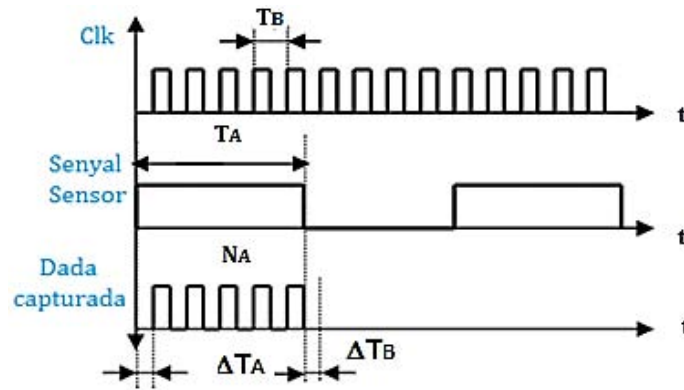 TB
Clk
t
TA
Senyal
Sensor
t
NA
Dada
capturada
t
ΔTA
ΔTB